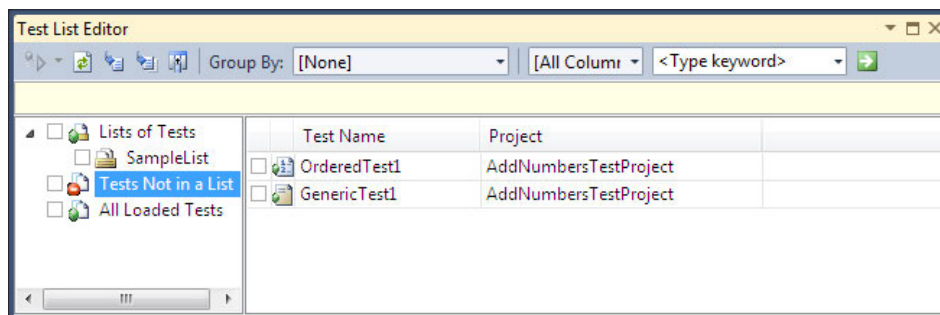 Test List Editor
Group By: [None] [All Column <Type keyword>
Lists of Tests
SampleList
Tests Not in a List
All Loaded Tests
Test Name Project
OrderedTest1 AddNumbersTestProject
GenericTest1 AddNumbersTestProject